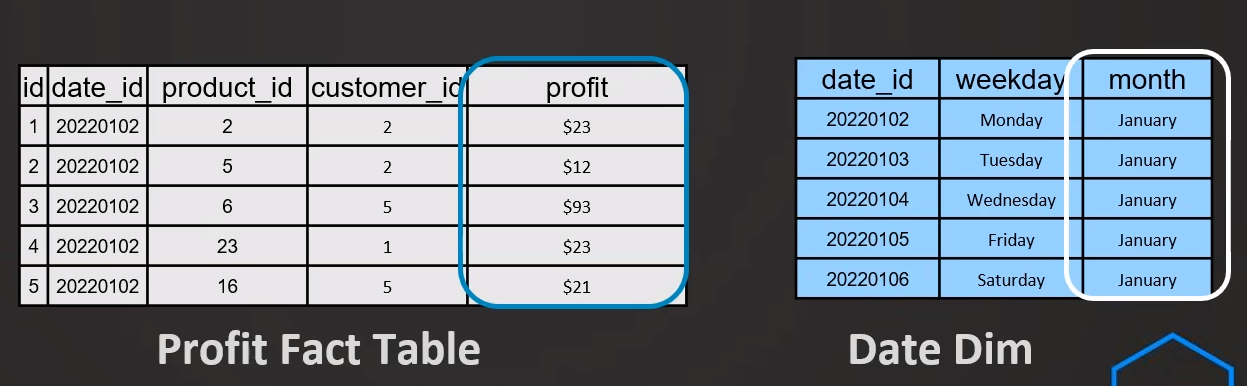 id date_id product_id customer_id profit
1 20220102 2 2 $23
2 20220102 5 2 $12
3 20220102 6 5 $93
4 20220102 23 1 $23
5 20220102 16 5 $21
Profit Fact Table
date_id weekday month
20220102 Monday January
20220103 Tuesday January
20220104 Wednesday January
20220105 Friday January
20220106 Saturday January
Date Dim